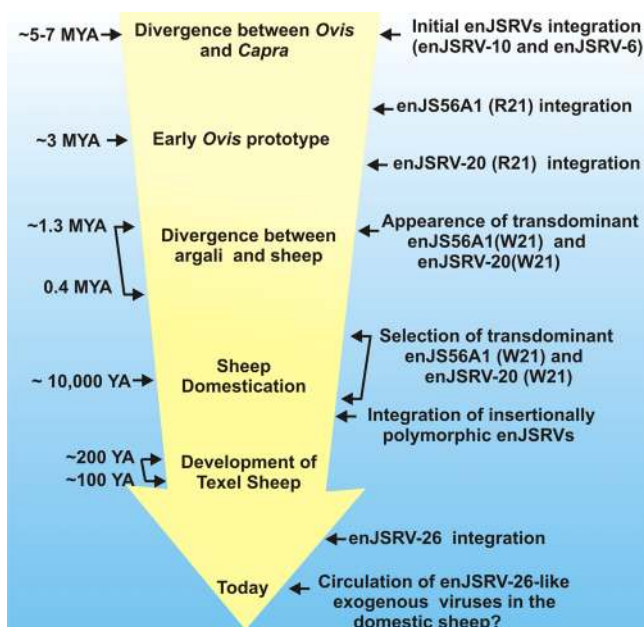 ~5-7 MYA
Divergence between Ovis
and Capra
Initial enJSRVs integration
(enJSRV-10 and enJSRV-6)
enJS56A1 (R21) integration
~3 MYA
Early Ovis prototype
enJSRV-20 (R21) integration
~1.3 MYA
Divergence between
argali and sheep
Appearence of transdominant
enJS56A1(W21) and
enJSRV-20(W21)
0.4 MYA
Selection of transdominant
enJS56A1 (W21) and
enJSRV-20 (W21)
~ 10,000 YA
Sheep
Domestication
Integration of insertionally
polymorphic enJSRVs
~200 YA
~100 YA
Development of
Texel Sheep
enJSRV-26 integration
Today
Circulation of enJSRV-26-like
exogenous viruses in the
domestic sheep?